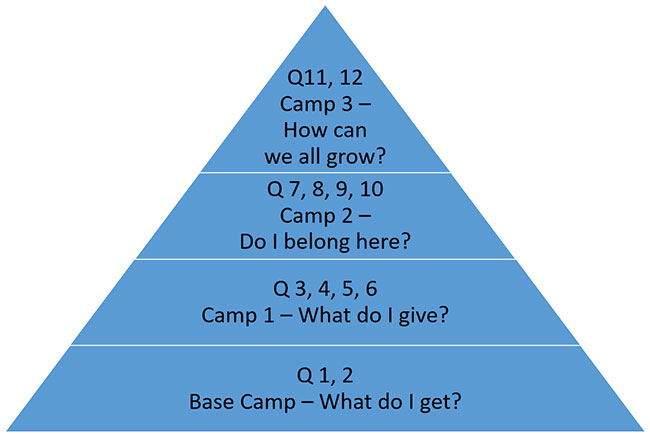 Q11, 12
Camp 3 –
How can
we all grow?
Q 7, 8, 9, 10
Camp 2 –
Do I belong here?
Q 3, 4, 5, 6
Camp 1 – What do I give?
Q 1, 2
Base Camp – What do I get?